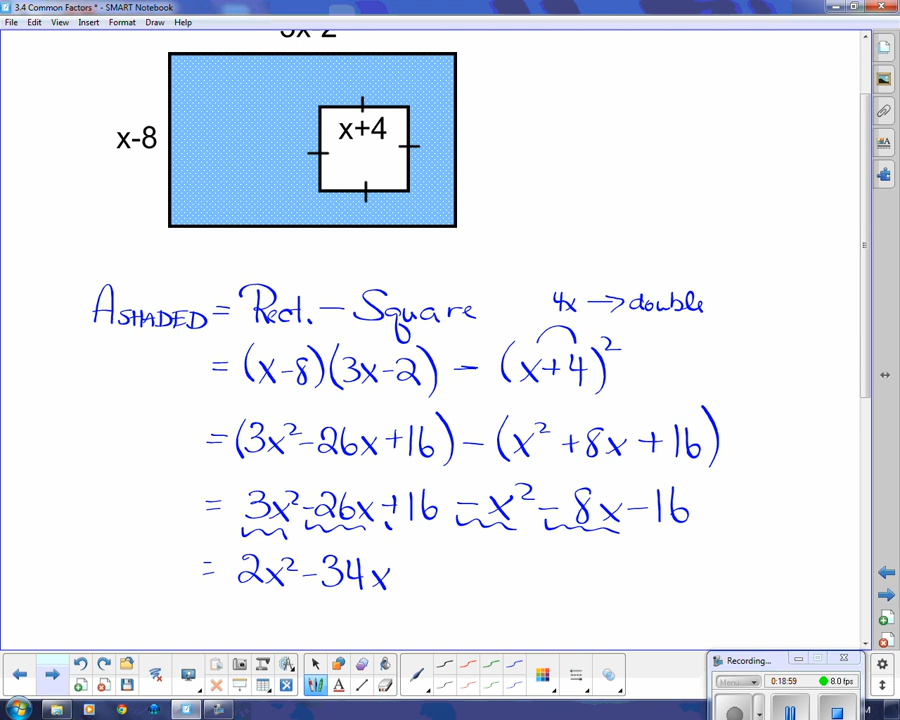 3.4 Common Factors * - SMART Notebook
File Edit View Insert Format Draw Help
x-8
x+4
A SHADED = Rect. - Square
4x → double
= (x-8)(3x-2) - (x+4)²
= (3x²-26x+16) - (x²+8x+16)
= 3x²-26x+16 -x²-8x-16
= 2x²-34x
Recording...
Menu
0:18:59
8.0 fps